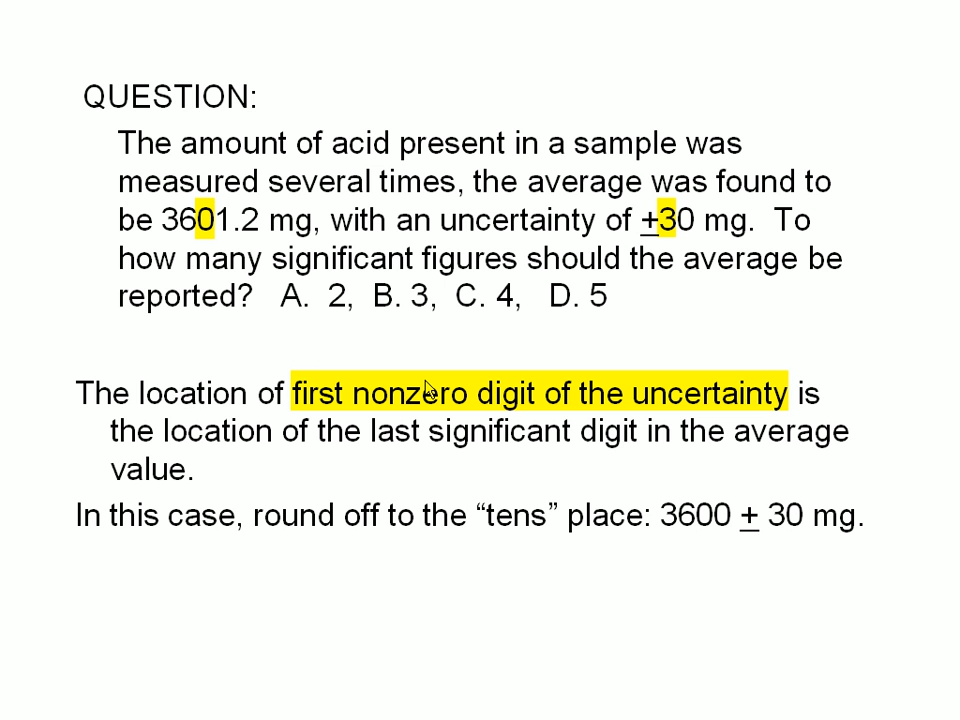 QUESTION:
The amount of acid present in a sample was
measured several times, the average was found to
be 3601.2 mg, with an uncertainty of ±30 mg.  To
how many significant figures should the average be
reported?   A.  2,  B. 3,  C. 4,   D. 5
The location of first nonzero digit of the uncertainty is
the location of the last significant digit in the average
value.
In this case, round off to the “tens” place: 3600 ± 30 mg.